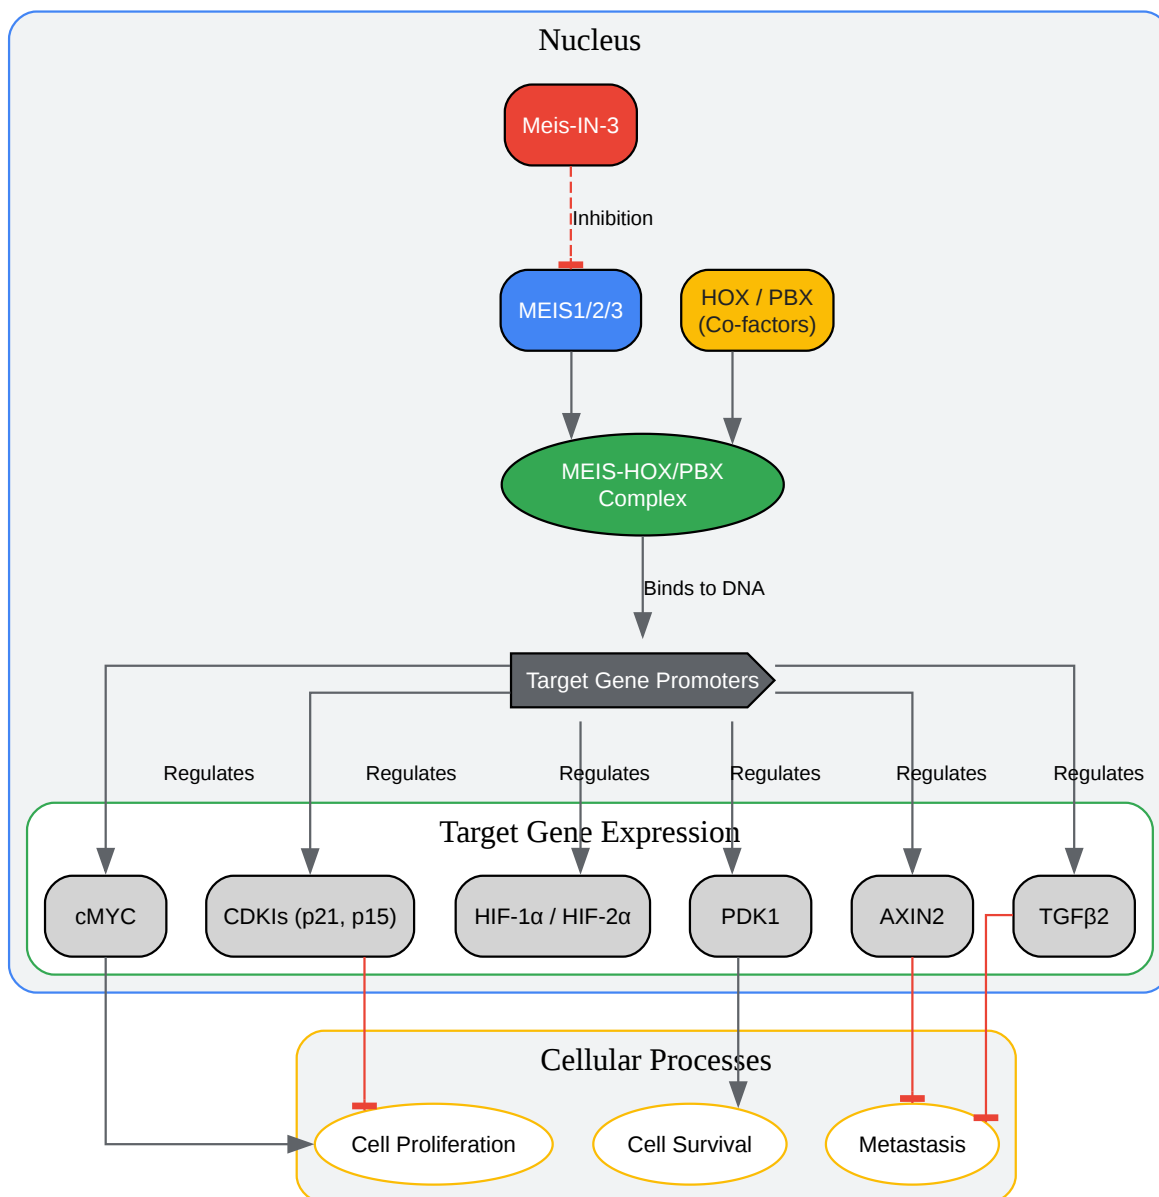 Nucleus
Meis-IN-3
Inhibition
MEIS1/2/3
HOX / PBX
(Co-factors)
MEIS-HOX/PBX
Complex
Binds to DNA
Target Gene Promoters
Regulates
Regulates
Regulates
Regulates
Regulates
Regulates
Target Gene Expression
cMYC
CDKIs (p21, p15)
HIF-1α / HIF-2α
PDK1
AXIN2
TGFβ2
Cellular Processes
Cell Proliferation
Cell Survival
Metastasis